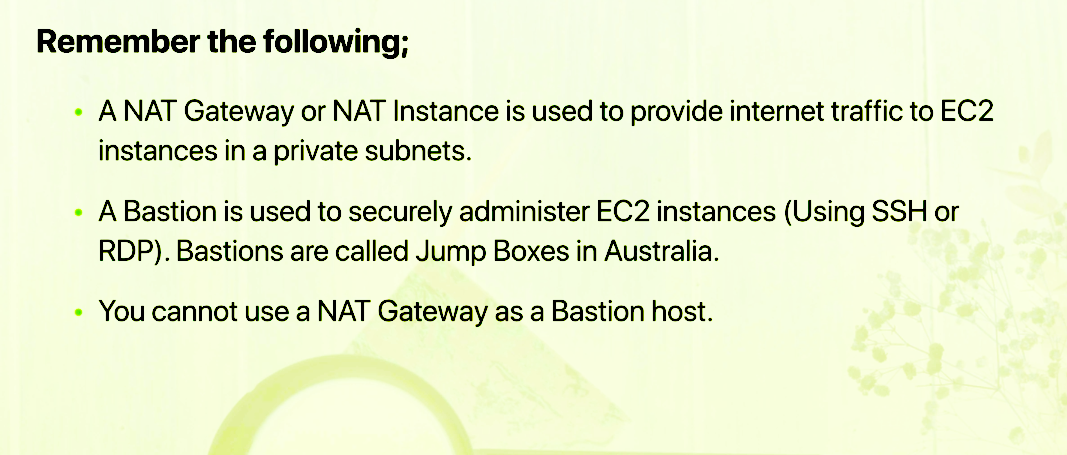 Remember the following;
• A NAT Gateway or NAT Instance is used to provide internet traffic to EC2
instances in a private subnets.
• A Bastion is used to securely administer EC2 instances (Using SSH or
RDP). Bastions are called Jump Boxes in Australia.
• You cannot use a NAT Gateway as a Bastion host.